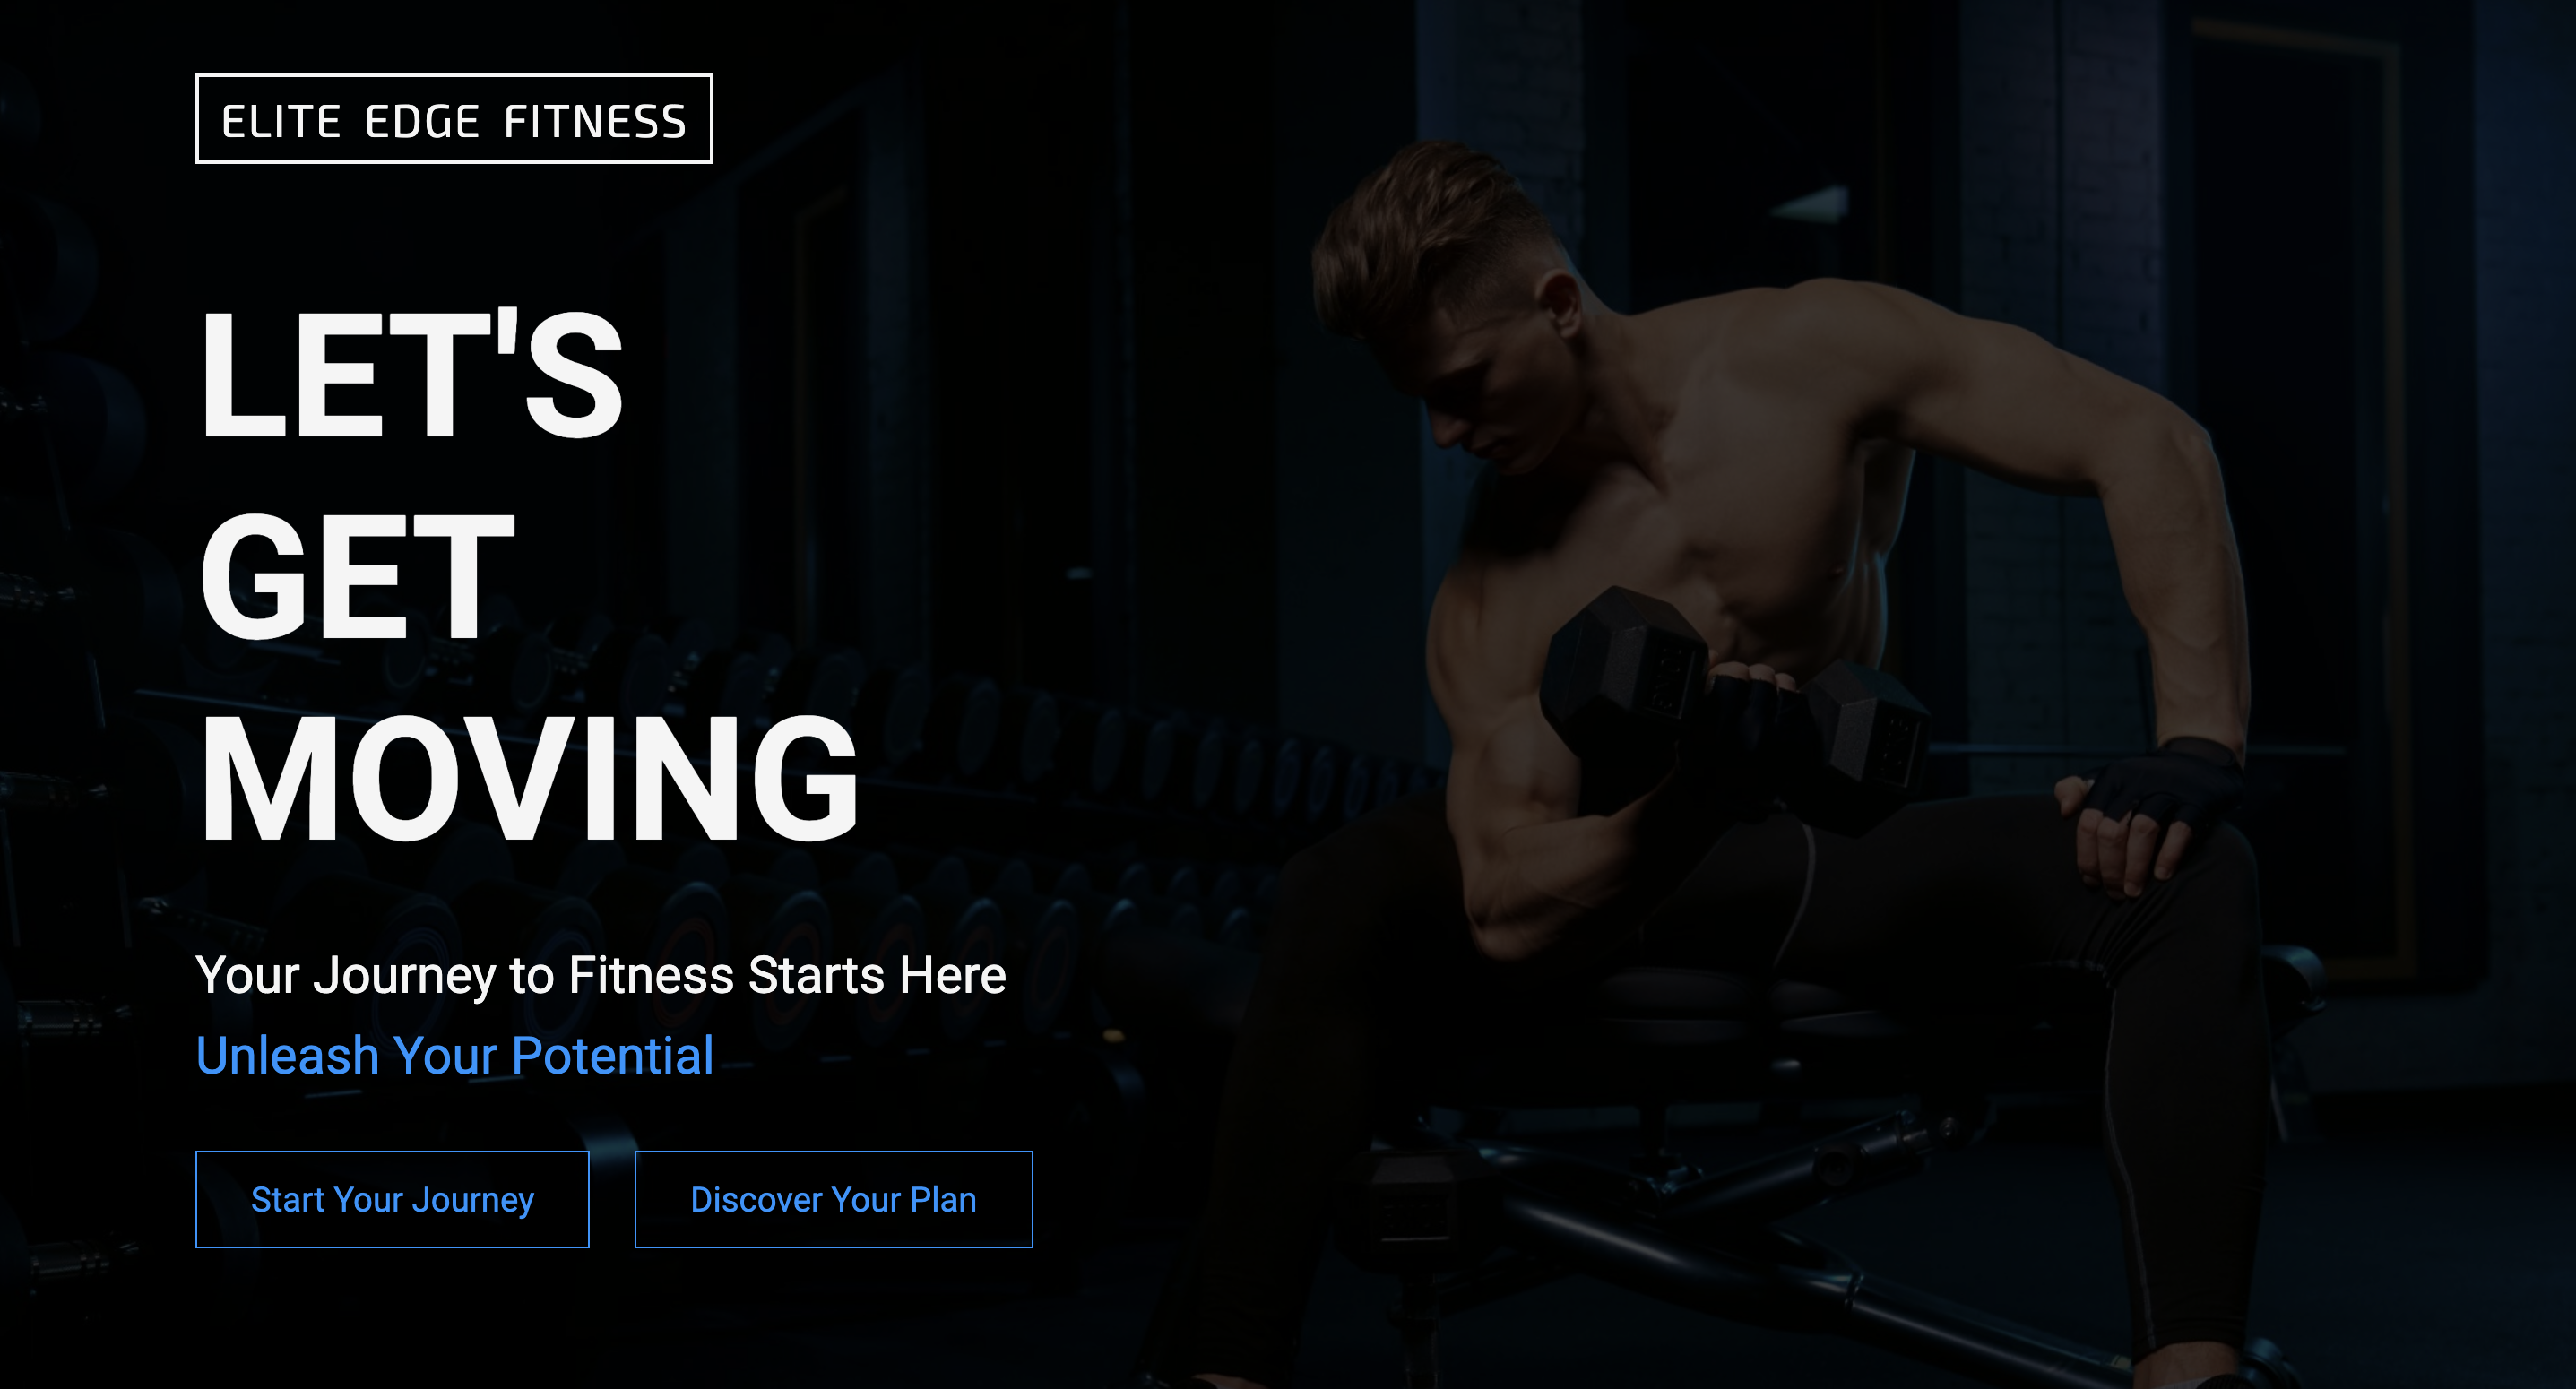 ELITE EDGE FITNESS
LET'S
GET
MOVING
Your Journey to Fitness Starts Here
Unleash Your Potential
Start Your Journey
Discover Your Plan